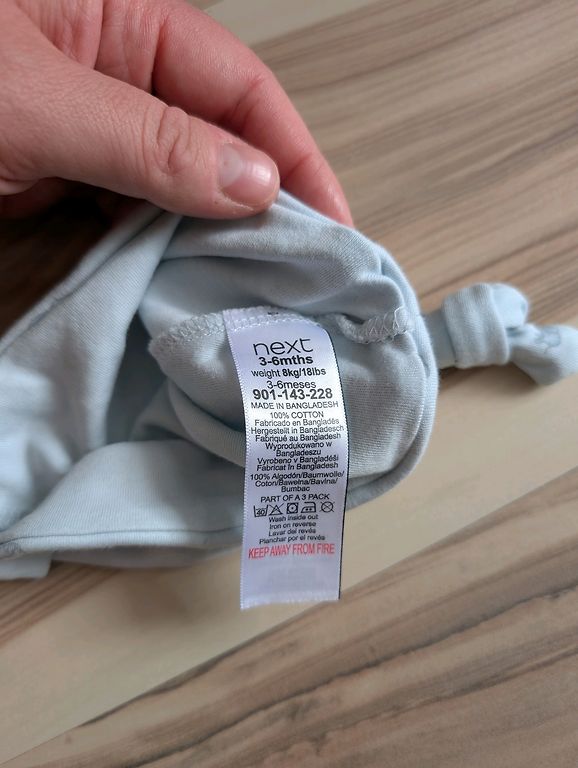 next
3-6mths
weight 8kg/18lbs
3-6meses
901-143-228
MADE IN BANGLADESH
100% COTTON
Fabricado en Bangladés
Hergestellt in Bangladesch
Fabriqué au Bangladesh
Wyprodukowano w
Bangladeszu
Vyrobeno v Bangladéši
Fabricat în Bangladesh
100% Algodón/Baumwolle/
Coton/Bawełna/Bavlna/
Bumbac
PART OF A 3 PACK
40
Wash inside out
Iron on reverse
Lavar del revés
Planchar por el revés
KEEP AWAY FROM FIRE